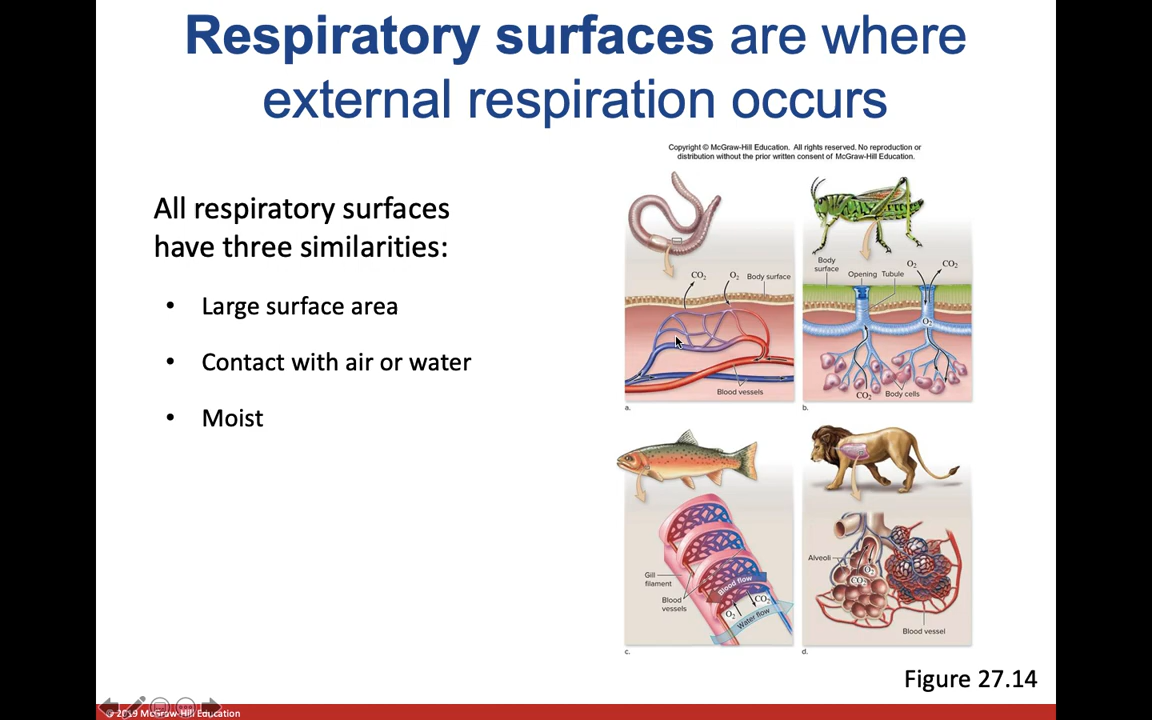 Respiratory surfaces are where
external respiration occurs
Copyright © McGraw-Hill Education. All rights reserved. No reproduction or
distribution without the prior written consent of McGraw-Hill Education.
All respiratory surfaces
have three similarities:
• Large surface area
• Contact with air or water
• Moist
CO2
O2
Body surface
Blood vessels
a.
Body
surface
Opening
Tubule
O2
CO2
O2
CO2
Body cells
b.
Gill
filament
Blood
vessels
Blood flow
O2
CO2
Water flow
c.
Alveoli
O2
CO2
Blood vessel
d.
Figure 27.14
© 2019 McGraw-Hill Education